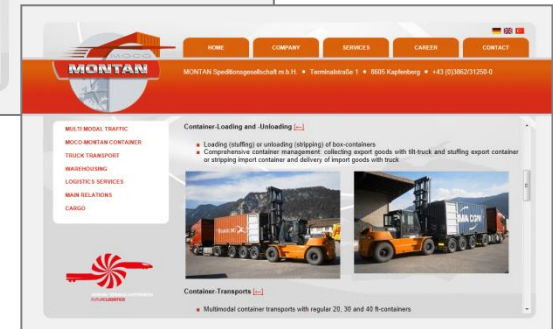 HOME COMPANY SERVICES CAREER CONTACT
MOCO
MONTAN
MONTAN Speditionsgesellschaft m.b.H. • Terminalstraße 1 • 8605 Kapfenberg • +43 (0)3862/31250-0
MULTI MODAL TRAFFIC
MOCO-MONTAN CONTAINER
TRUCK TRANSPORT
WAREHOUSING
LOGISTICS SERVICES
MAIN RELATIONS
CARGO
Container-Loading and -Unloading [...]
Loading (stuffing) or unloading (stripping) of box-containers
Comprehensive container management: collecting export goods with tilt-truck and stuffing export container
or stripping import container and delivery of import goods with truck
Container-Transports [...]
Multimodal container transports with regular 20, 30 and 40 ft-containers